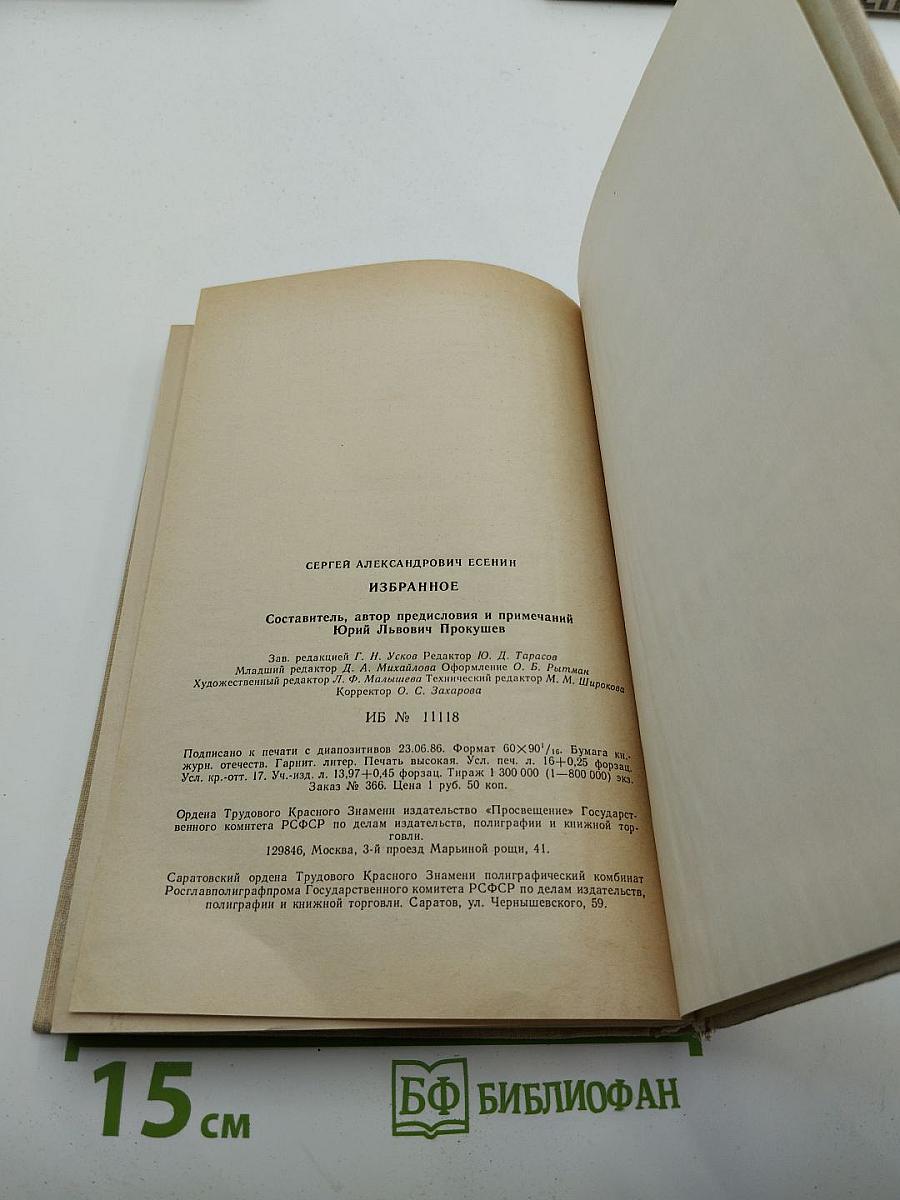 СЕРГЕЙ АЛЕКСАНДРОВИЧ ЕСЕНИН
ИЗБРАННОЕ
Составитель, автор предисловия и примечаний
Юрий Львович Прокушев
Зав. редакцией Г. Н. Усков Редактор Ю. Д. Тарасов
Младший редактор Д. А. Михайлова Оформление О. Б. Рытман
Художественный редактор Л. Ф. Малышева Технический редактор М. М. Широкова
Корректор О. С. Захарова
ИБ № 11118
Подписано к печати с диапозитивов 23.06.86. Формат 60×90¹/₁₆. Бумага кн.-
журн. отечеств. Гарнит. литер. Печать высокая. Усл. печ. л. 16+0,25 форзац.
Усл. кр.-отт. 17. Уч.-изд. л. 13,97+0,45 форзац. Тираж 1 300 000 (1—800 000) экз.
Заказ № 366. Цена 1 руб. 50 коп.
Ордена Трудового Красного Знамени издательство «Просвещение» Государст-
венного комитета РСФСР по делам издательств, полиграфии и книжной тор-
говли.
129846, Москва, 3-й проезд Марьиной рощи, 41.
Саратовский ордена Трудового Красного Знамени полиграфический комбинат
Росглавполиграфпрома Государственного комитета РСФСР по делам издательств,
полиграфии и книжной торговли. Саратов, ул. Чернышевского, 59.
15 см
БФ БИБЛИОФАН